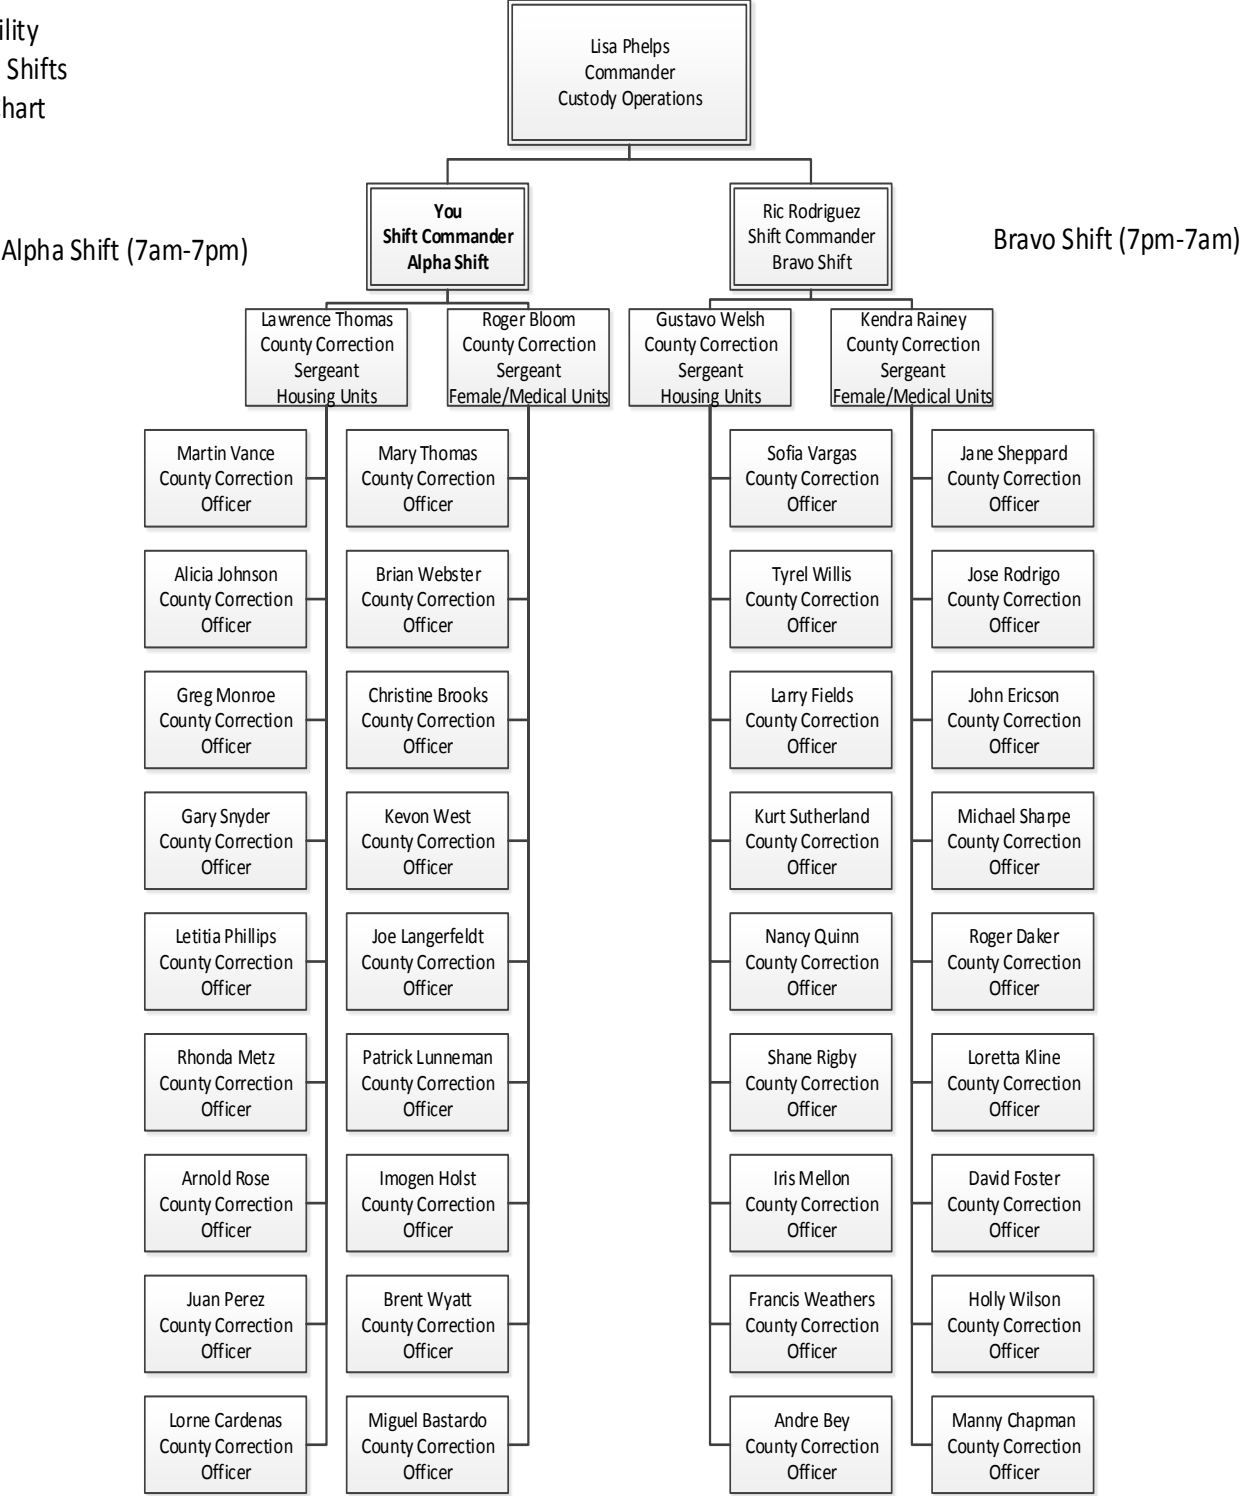 ility
Shifts
hart
Lisa Phelps
Commander
Custody Operations
Alpha Shift (7am-7pm)
You
Shift Commander
Alpha Shift
Ric Rodriguez
Shift Commander
Bravo Shift
Bravo Shift (7pm-7am)
Lawrence Thomas
County Correction
Sergeant
Housing Units
Roger Bloom
County Correction
Sergeant
Female/Medical Units
Gustavo Welsh
County Correction
Sergeant
Housing Units
Kendra Rainey
County Correction
Sergeant
Female/Medical Units
Martin Vance
County Correction
Officer
Mary Thomas
County Correction
Officer
Sofia Vargas
County Correction
Officer
Jane Sheppard
County Correction
Officer
Alicia Johnson
County Correction
Officer
Brian Webster
County Correction
Officer
Tyrel Willis
County Correction
Officer
Jose Rodrigo
County Correction
Officer
Greg Monroe
County Correction
Officer
Christine Brooks
County Correction
Officer
Larry Fields
County Correction
Officer
John Ericson
County Correction
Officer
Gary Snyder
County Correction
Officer
Kevon West
County Correction
Officer
Kurt Sutherland
County Correction
Officer
Michael Sharpe
County Correction
Officer
Letitia Phillips
County Correction
Officer
Joe Langerfeldt
County Correction
Officer
Nancy Quinn
County Correction
Officer
Roger Daker
County Correction
Officer
Rhonda Metz
County Correction
Officer
Patrick Lunneman
County Correction
Officer
Shane Rigby
County Correction
Officer
Loretta Kline
County Correction
Officer
Arnold Rose
County Correction
Officer
Imogen Holst
County Correction
Officer
Iris Mellon
County Correction
Officer
David Foster
County Correction
Officer
Juan Perez
County Correction
Officer
Brent Wyatt
County Correction
Officer
Francis Weathers
County Correction
Officer
Holly Wilson
County Correction
Officer
Lorne Cardenas
County Correction
Officer
Miguel Bastardo
County Correction
Officer
Andre Bey
County Correction
Officer
Manny Chapman
County Correction
Officer